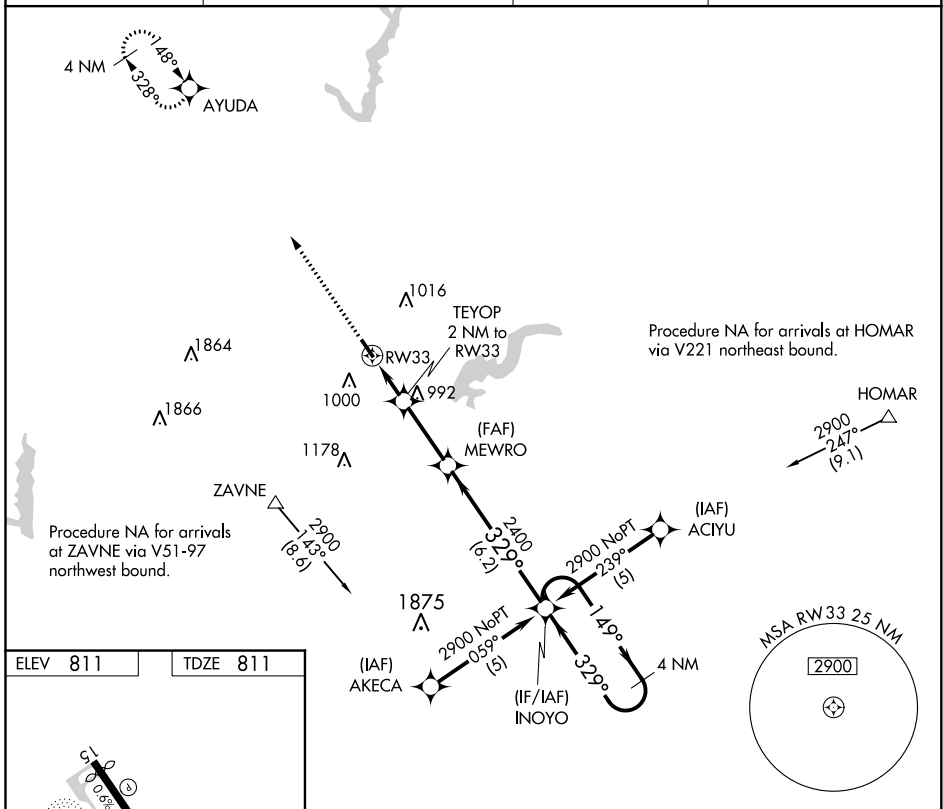 148°
4 NM
328°
AYUDA
1016
TEYOP
2 NM to
RW33
Procedure NA for arrivals at HOMAR
via V221 northeast bound.
1864
RW33
1000
992
1866
HOMAR
2900
247°
(9.1)
(FAF)
MEWRO
1178
ZAVNE
2900
143°
(8.6)
Procedure NA for arrivals
at ZAVNE via V51-97
northwest bound.
2400
329°
(6.2)
(IAF)
ACIYU
2900 NoPT
239°
(5)
1875
2900 NoPT
059°
(5)
149°
329°
4 NM
(IAF)
AKECA
(IF/IAF)
INOYO
MSA RW33 25 NM
2900
ELEV 811
TDZE 811
15
0.6%
P